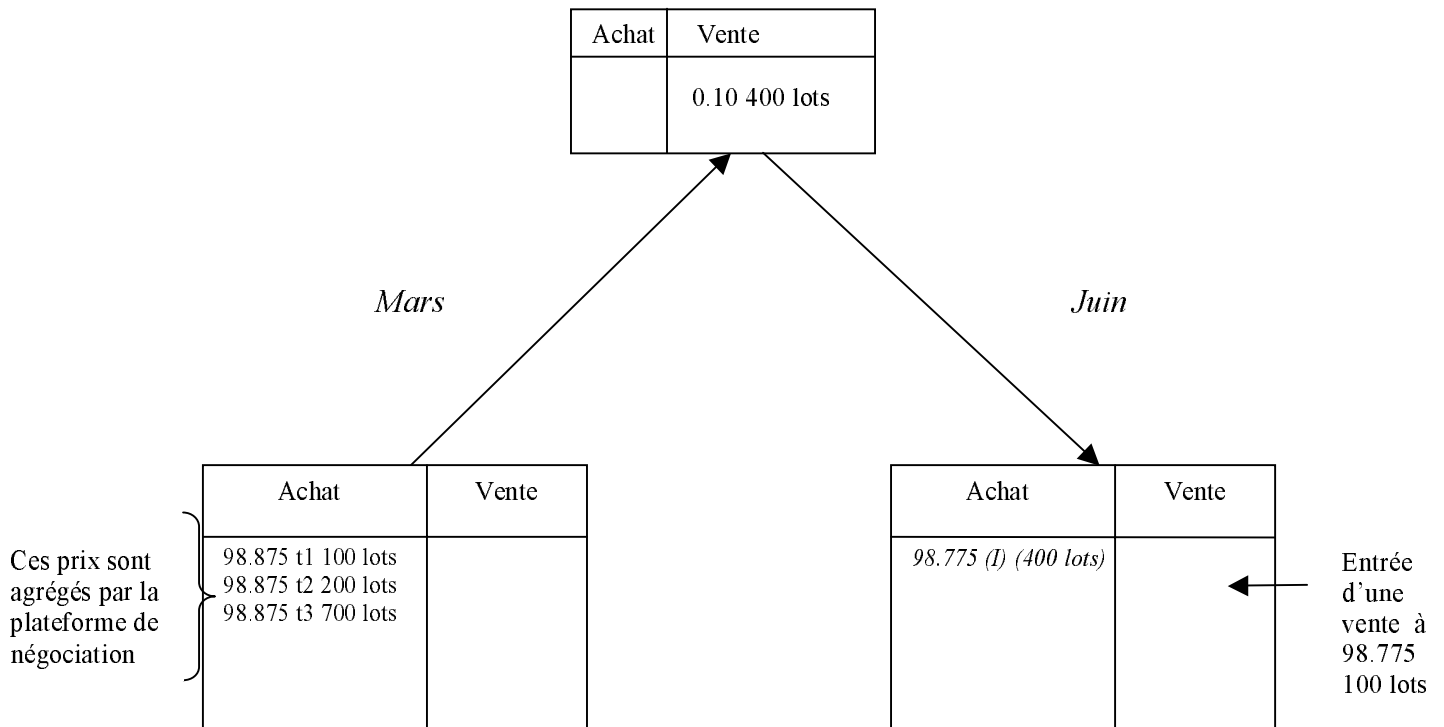 Achat Vente
0.10 400 lots
Mars
Juin
Achat Vente
98.875 t1 100 lots
98.875 t2 200 lots
98.875 t3 700 lots
Ces prix sont
agrégés par la
plateforme de
négociation
Achat Vente
98.775 (I) (400 lots)
Entrée
d’une
vente à
98.775
100 lots